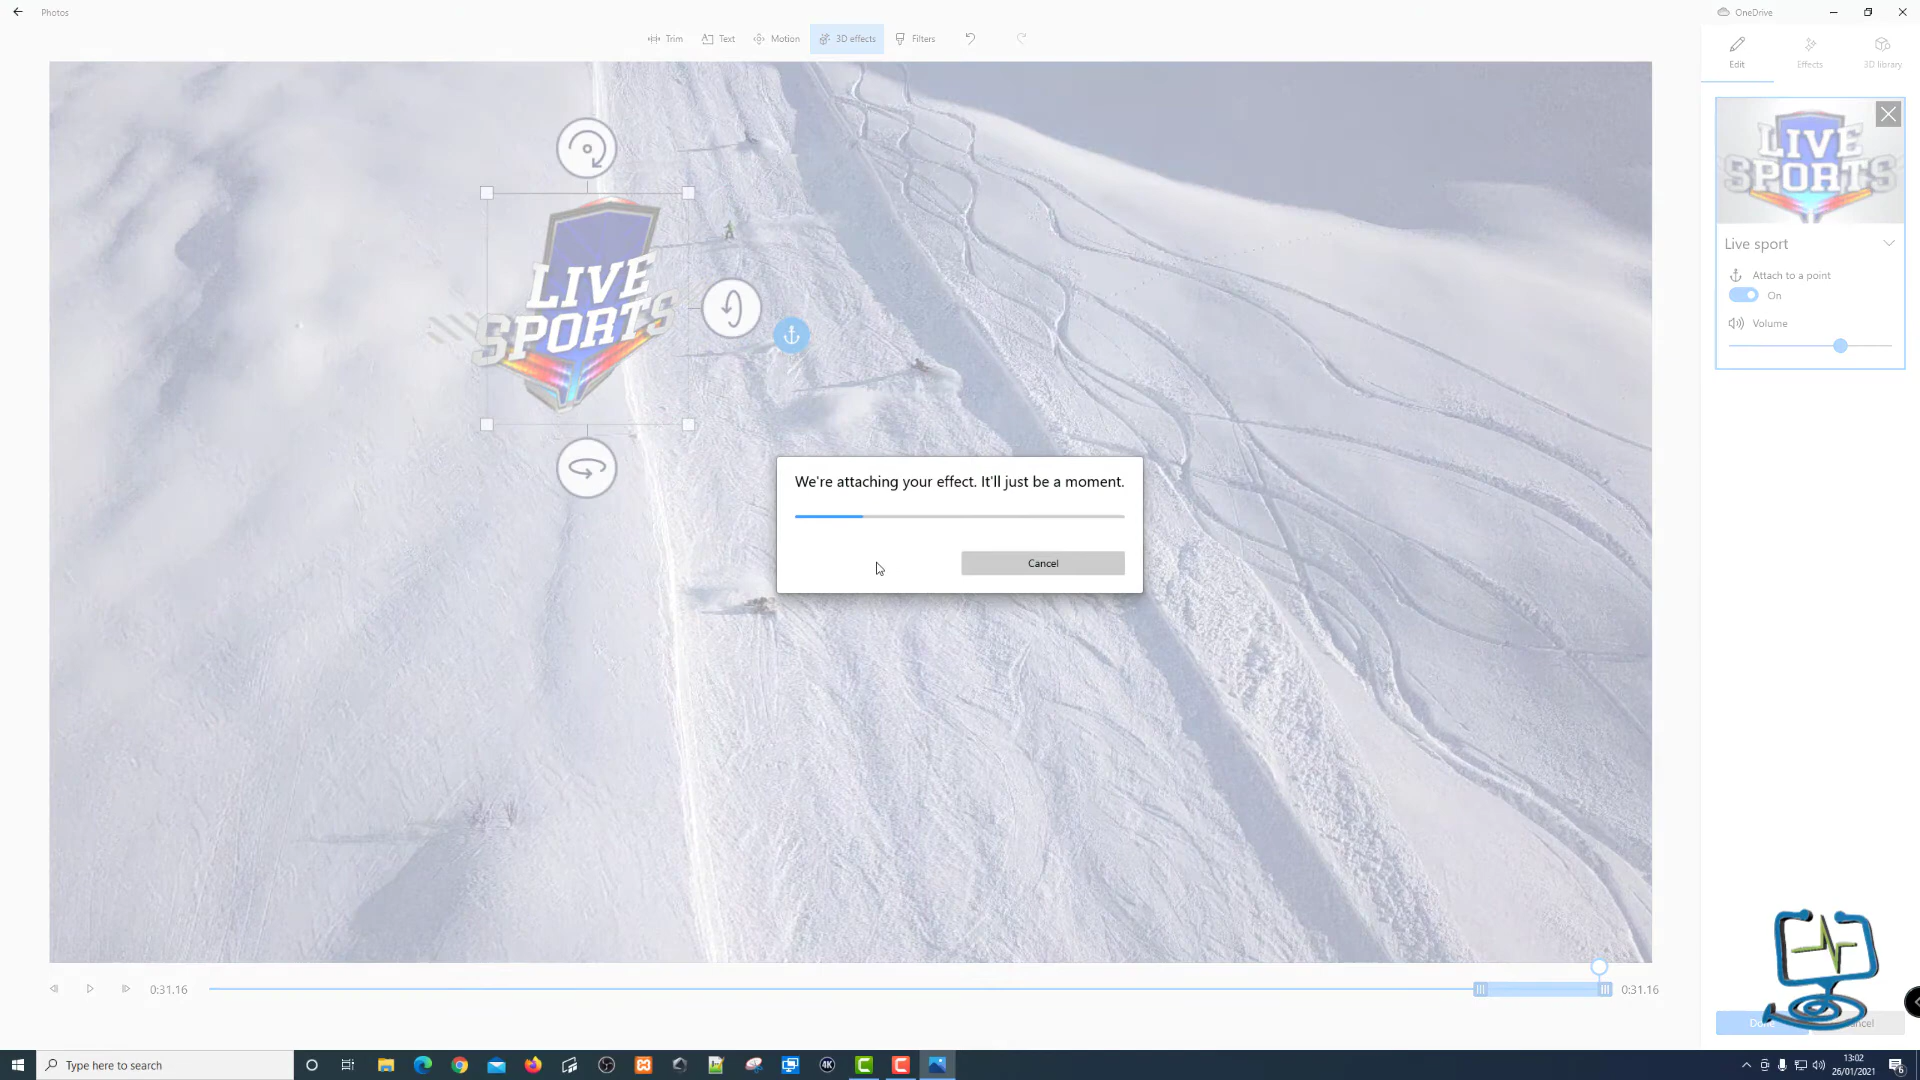 Photos
OneDrive
Trim
Text
Motion
3D effects
Filters
Edit
Effects
3D library
LIVE
SPORTS
LIVE
SPORTS
Live sport
Attach to a point
On
Volume
We're attaching your effect. It'll just be a moment.
Cancel
0:31.16
0:31.16
Type here to search
4K
13:02
26/01/2021
6